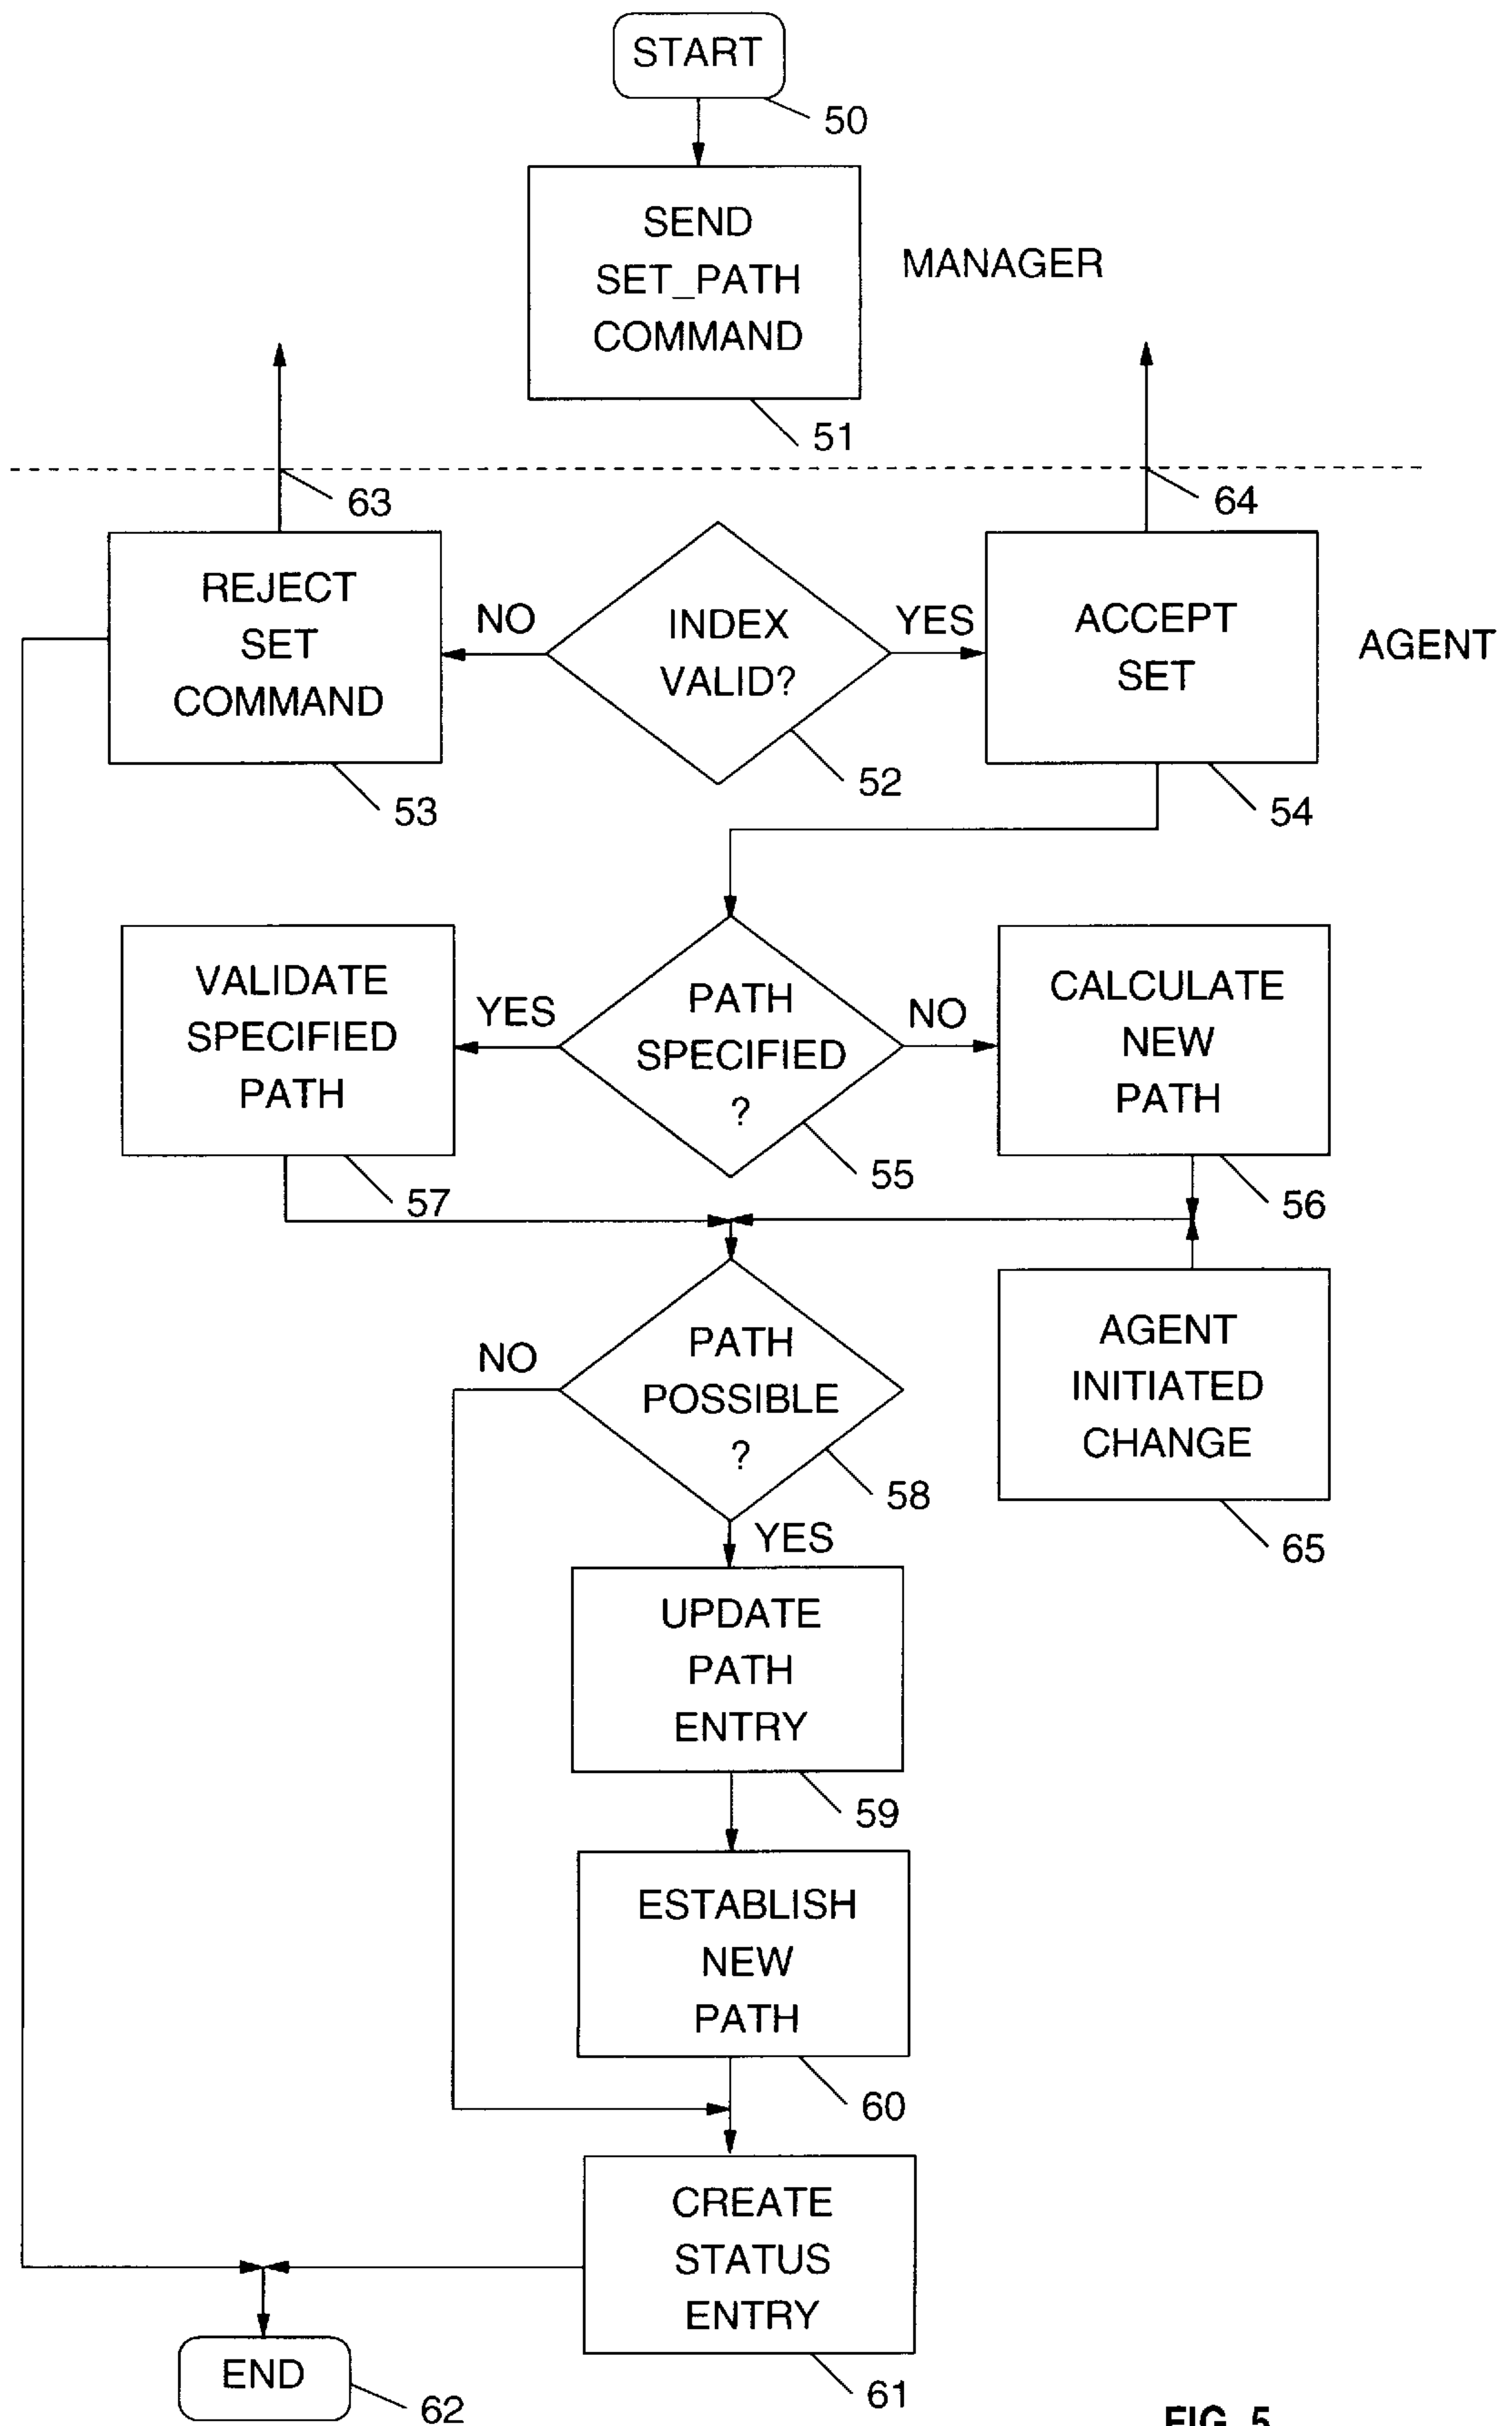 START
50
SEND
SET_PATH
COMMAND
MANAGER
51
63
64
REJECT
SET
COMMAND
NO
INDEX
VALID?
YES
ACCEPT
SET
AGENT
53
52
54
VALIDATE
SPECIFIED
PATH
YES
PATH
SPECIFIED
?
NO
CALCULATE
NEW
PATH
57
55
56
NO
PATH
POSSIBLE
?
58
AGENT
INITIATED
CHANGE
65
YES
UPDATE
PATH
ENTRY
59
ESTABLISH
NEW
PATH
60
CREATE
STATUS
ENTRY
61
END
62
FIG. 5